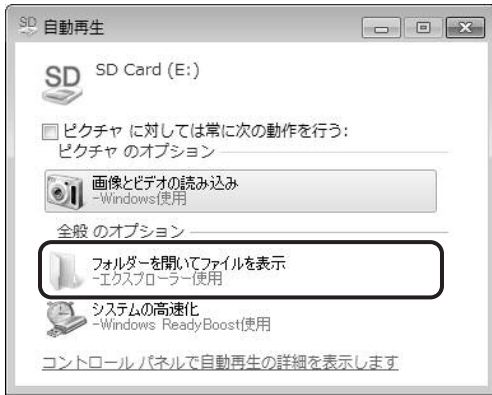 SD 自動再生
SD SD Card (E:)
ピクチャ に対しては常に次の動作を行う:
ピクチャ のオプション
画像とビデオの読み込み
-Windows使用
全般 のオプション
フォルダーを開いてファイルを表示
-エクスプローラー使用
システムの高速化
-Windows ReadyBoost使用
コントロール パネルで自動再生の詳細を表示します